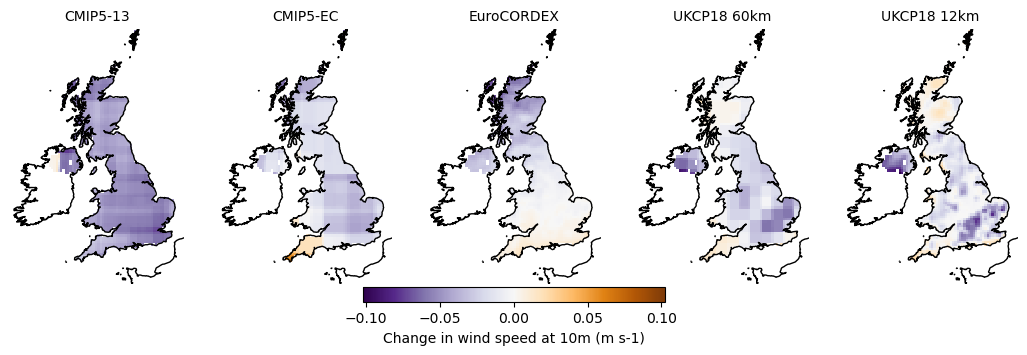 CMIP5-13 CMIP5-EC EuroCORDEX UKCP18 60km UKCP18 12km
−0.10 −0.05 0.00 0.05 0.10
Change in wind speed at 10m (m s-1)